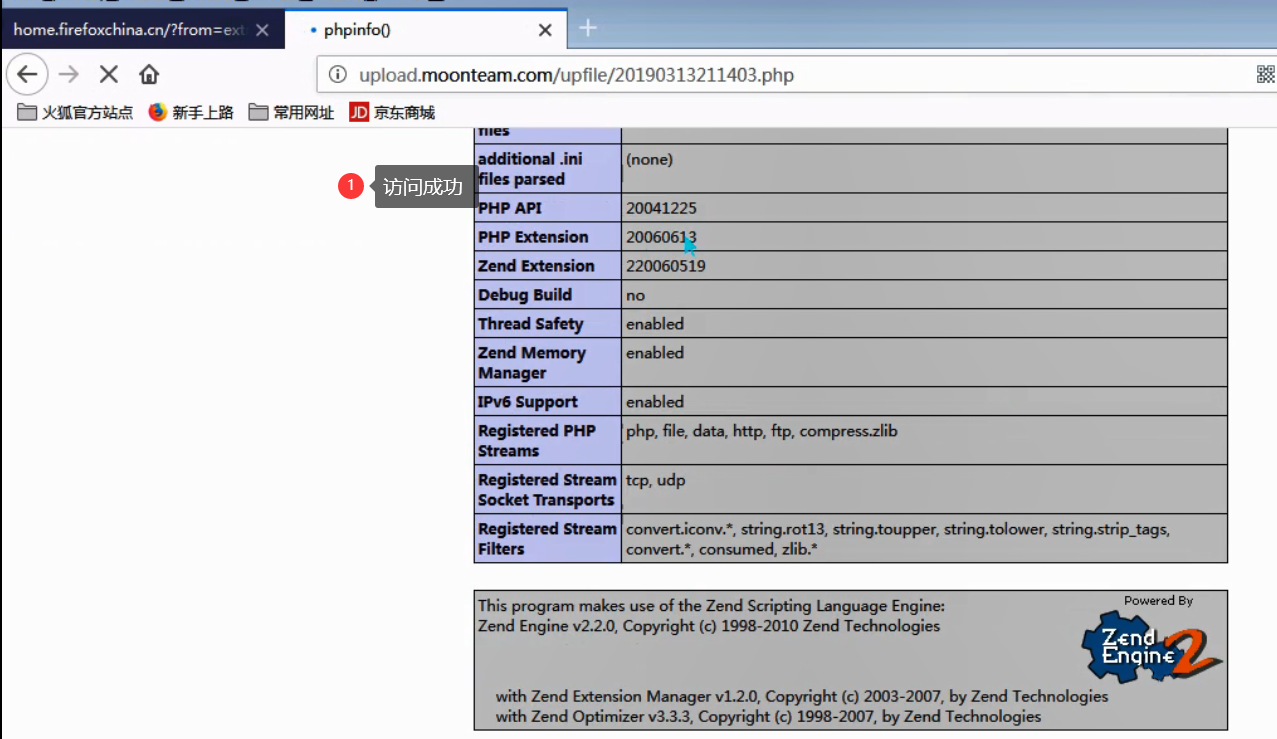 home.firefoxchina.cn/?from=ext
phpinfo()
upload.moonteam.com/upfile/20190313211403.php
火狐官方站点 新手上路 常用网址 JD 京东商城
files
additional .ini (none)
files parsed
1 访问成功
PHP API 20041225
PHP Extension 20060613
Zend Extension 220060519
Debug Build no
Thread Safety enabled
Zend Memory enabled
Manager
IPv6 Support enabled
Registered PHP php, file, data, http, ftp, compress.zlib
Streams
Registered Stream tcp, udp
Socket Transports
Registered Stream convert.iconv.*, string.rot13, string.toupper, string.tolower, string.strip_tags,
Filters convert.*, consumed, zlib.*
Powered By
This program makes use of the Zend Scripting Language Engine:
Zend Engine v2.2.0, Copyright (c) 1998-2010 Zend Technologies
Zend
Engine 2
with Zend Extension Manager v1.2.0, Copyright (c) 2003-2007, by Zend Technologies
with Zend Optimizer v3.3.3, Copyright (c) 1998-2007, by Zend Technologies